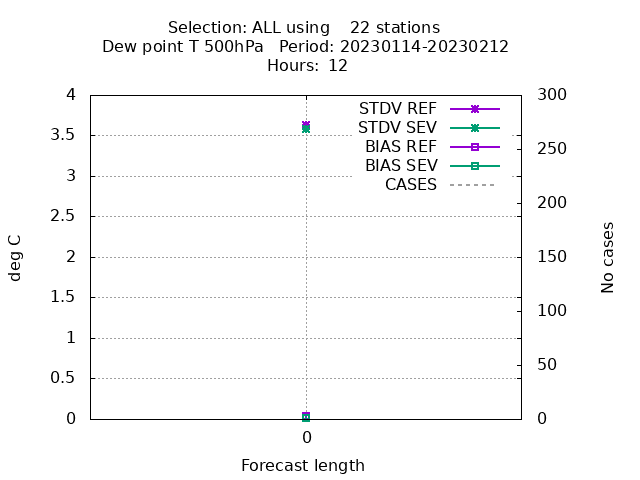 Selection: ALL using    22 stations
Dew point T 500hPa   Period: 20230114-20230212
Hours:  12
4
3.5
3
2.5
2
1.5
1
0.5
0
deg C
STDV REF
STDV SEV
BIAS REF
BIAS SEV
CASES
300
250
200
150
100
50
0
No cases
0
Forecast length